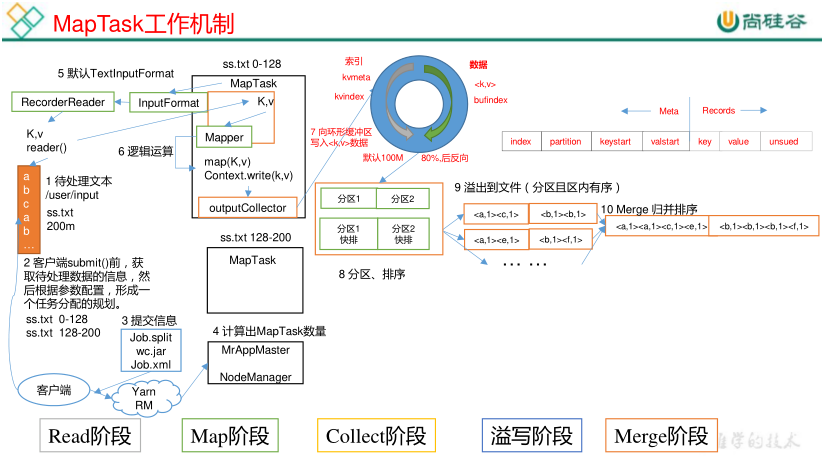 MapTask工作机制
尚硅谷
ss.txt 0-128
5 默认TextInputFormat
MapTask
RecorderReader
InputFormat
K,v
K,v
reader()
Mapper
6 逻辑运算
map(K,v)
Context.write(k,v)
outputCollector
a
b
c
a
b
...
1 待处理文本
/user/input
ss.txt
200m
2 客户端submit()前，获
取待处理数据的信息，然
后根据参数配置，形成一
个任务分配的规划。
ss.txt 0-128
ss.txt 128-200
3 提交信息
Job.split
wc.jar
Job.xml
客户端
Yarn
RM
ss.txt 128-200
MapTask
4 计算出MapTask数量
MrAppMaster
NodeManager
索引
kvmeta
kvindex
数据
<k,v>
bufindex
7 向环形缓冲区
写入<k,v>数据
默认100M
80%,后反向
Meta
Records
index partition keystart valstart key value unsued
分区1
分区2
分区1
快排
分区2
快排
8 分区、排序
9 溢出到文件（分区且区内有序）
<a,1><c,1> <b,1><b,1>
<a,1><e,1> <b,1><f,1>
... ...
10 Merge 归并排序
<a,1><a,1><c,1><e,1> <b,1><b,1><b,1><f,1>
Read阶段
Map阶段
Collect阶段
溢写阶段
Merge阶段
学的技术